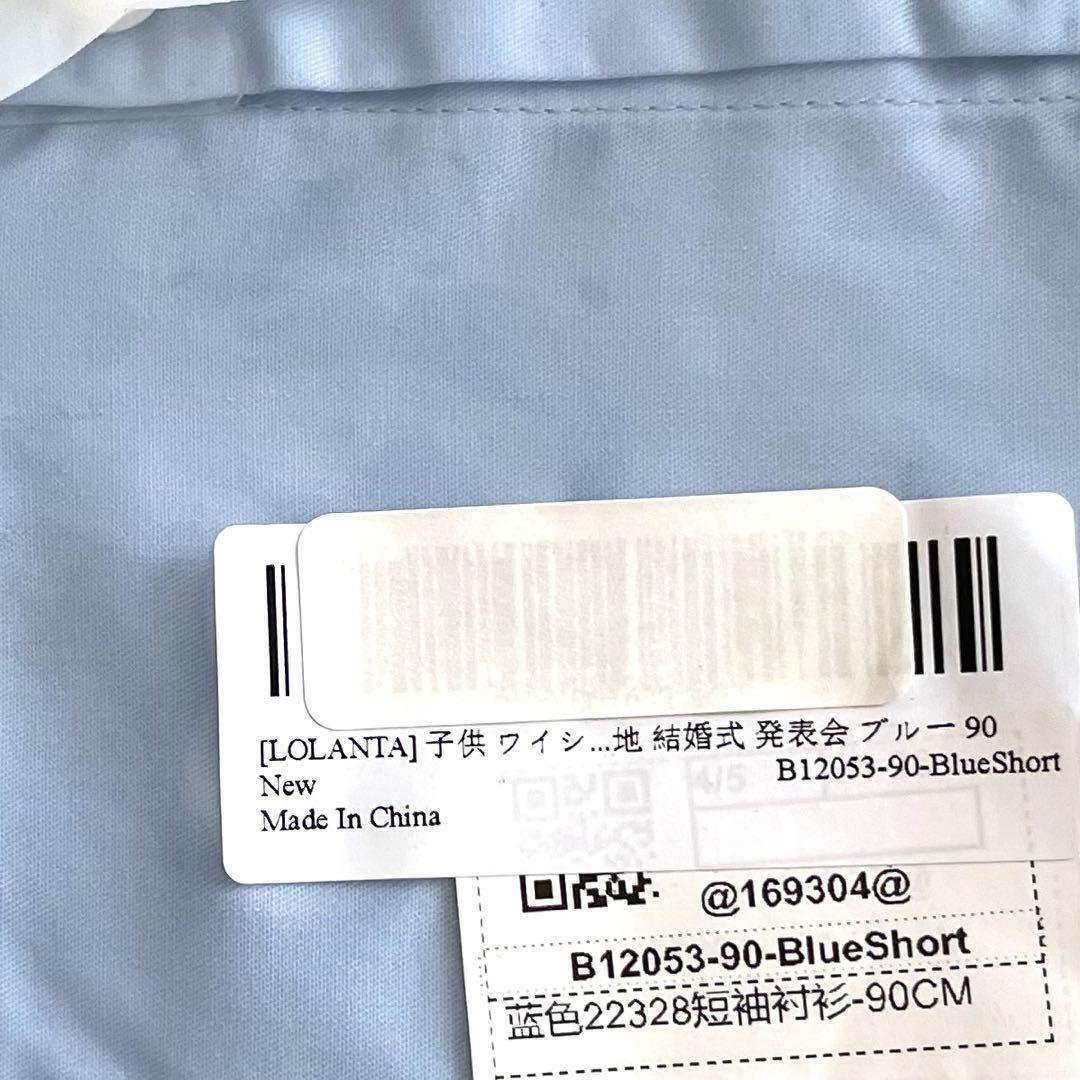 [LOLANTA] 子供 ワイシ...地 結婚式 発表会 ブルー 90
New
B12053-90-BlueShort
Made In China
4/5
@169304@
B12053-90-BlueShort
蓝色22328短袖衬衫-90CM